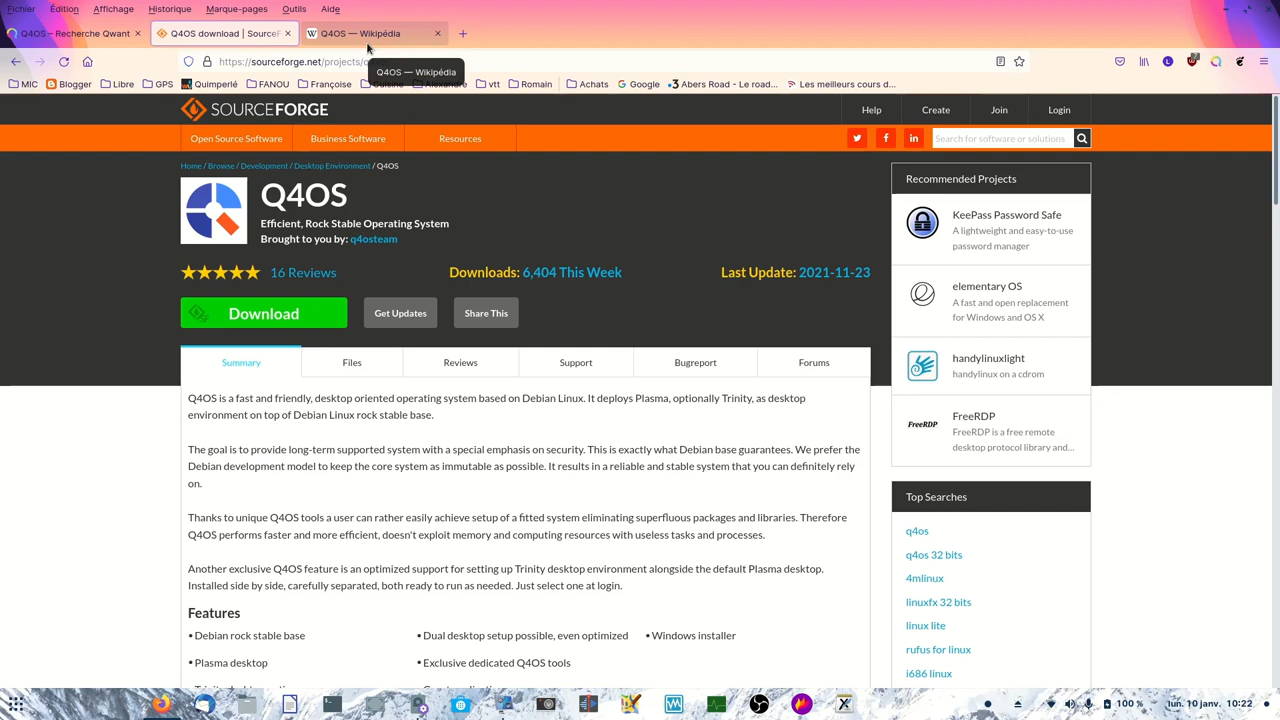 Fichier Édition Affichage Historique Marque-pages Outils Aide
Q4OS – Recherche Qwant
Q4OS download | SourceF
Q4OS — Wikipédia
https://sourceforge.net/projects/q
Q4OS — Wikipédia
MIC Blogger Libre GPS Quimperlé FANOU Françoise Cuisine Alexandre vtt Romain Achats Google Abers Road - Le road... Les meilleurs cours d...
SOURCEFORGE
Help Create Join Login
Open Source Software Business Software Resources
Search for software or solutions
Home / Browse / Development / Desktop Environment / Q4OS
Q4OS
Efficient, Rock Stable Operating System
Brought to you by: q4osteam
16 Reviews
Downloads: 6,404 This Week
Last Update: 2021-11-23
Download
Get Updates
Share This
Summary Files Reviews Support Bugreport Forums
Q4OS is a fast and friendly, desktop oriented operating system based on Debian Linux. It deploys Plasma, optionally Trinity, as desktop
environment on top of Debian Linux rock stable base.
The goal is to provide long-term supported system with a special emphasis on security. This is exactly what Debian base guarantees. We prefer the
Debian development model to keep the core system as immutable as possible. It results in a reliable and stable system that you can definitely rely
on.
Thanks to unique Q4OS tools a user can rather easily achieve setup of a fitted system eliminating superfluous packages and libraries. Therefore
Q4OS performs faster and more efficient, doesn't exploit memory and computing resources with useless tasks and processes.
Another exclusive Q4OS feature is an optimized support for setting up Trinity desktop environment alongside the default Plasma desktop.
Installed side by side, carefully separated, both ready to run as needed. Just select one at login.
Features
• Debian rock stable base
• Dual desktop setup possible, even optimized
• Windows installer
• Plasma desktop
• Exclusive dedicated Q4OS tools
Recommended Projects
KeePass Password Safe
A lightweight and easy-to-use
password manager
elementary OS
A fast and open replacement
for Windows and OS X
handylinuxlight
handylinux on a cdrom
FreeRDP
FreeRDP
FreeRDP is a free remote
desktop protocol library and...
Top Searches
q4os
q4os 32 bits
4mlinux
linuxfx 32 bits
linux lite
rufus for linux
i686 linux
100 %
lun. 10 janv. 10:22